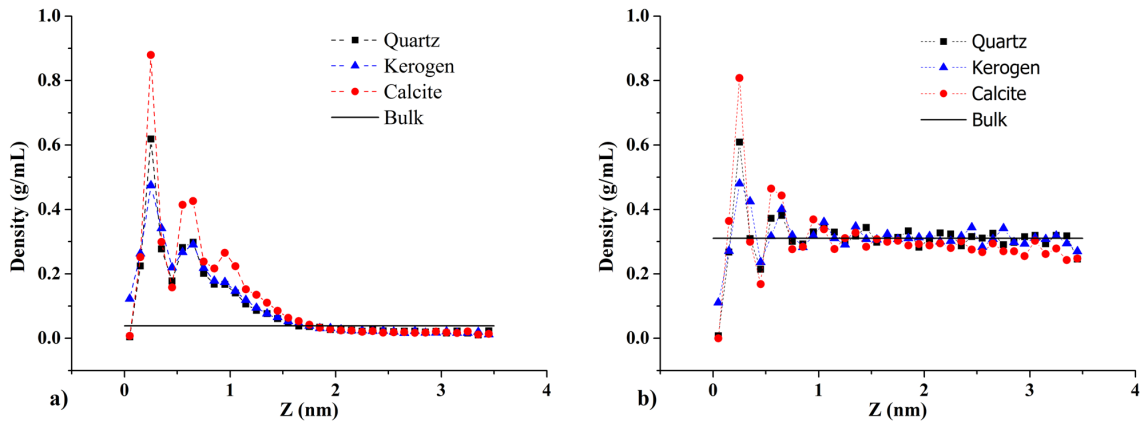 1.0
0.8
0.6
0.4
0.2
0.0
Density (g/mL)
Quartz
Kerogen
Calcite
Bulk
0
1
2
3
4
Z (nm)
a)
1.0
0.8
0.6
0.4
0.2
0.0
Density (g/mL)
Quartz
Kerogen
Calcite
Bulk
0
1
2
3
4
Z (nm)
b)